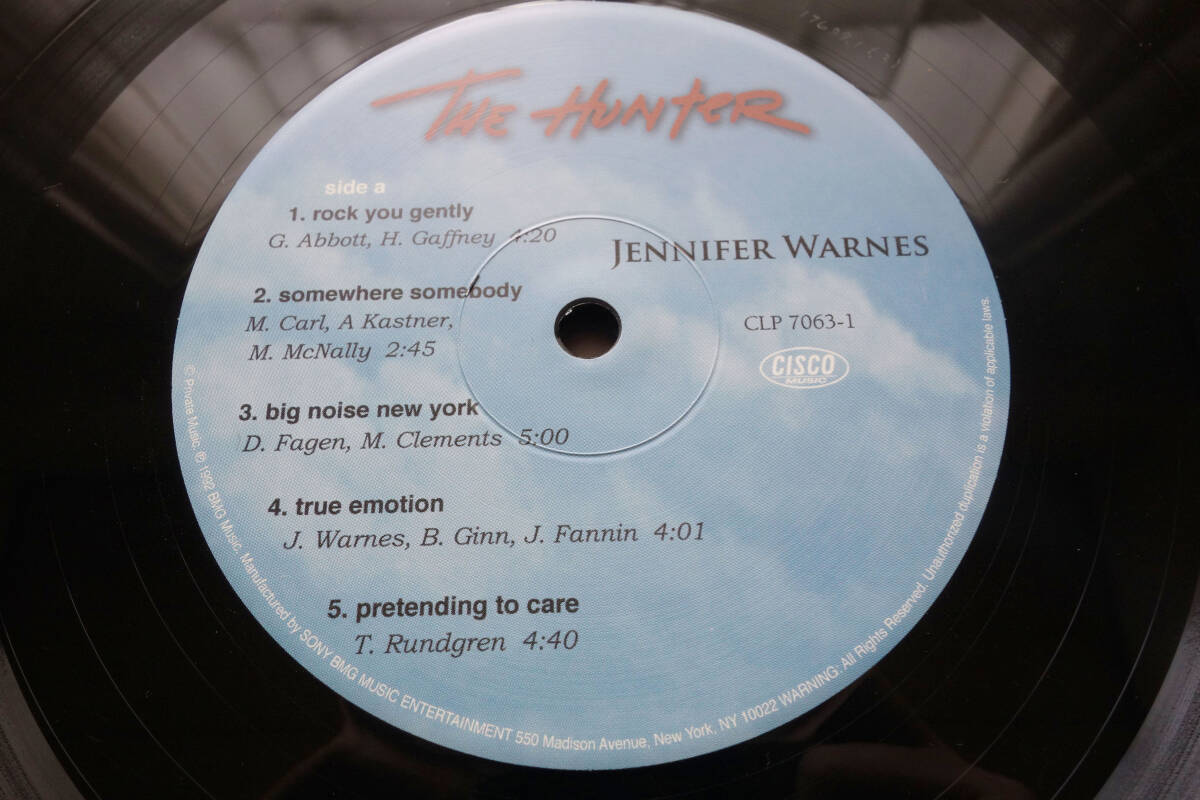 THE HUNTER
side a
1. rock you gently
G. Abbott, H. Gaffney 4:20
2. somewhere somebody
M. Carl, A Kastner,
M. McNally 2:45
3. big noise new york
D. Fagen, M. Clements 5:00
4. true emotion
J. Warnes, B. Ginn, J. Fannin 4:01
5. pretending to care
T. Rundgren 4:40
JENNIFER WARNES
CLP 7063-1
CISCO
MUSIC
© Private Music, ℗ 1992 BMG Music, Manufactured by SONY BMG MUSIC ENTERTAINMENT 550 Madison Avenue, New York, NY 10022 WARNING: All Rights Reserved. Unauthorized duplication is a violation of applicable laws.